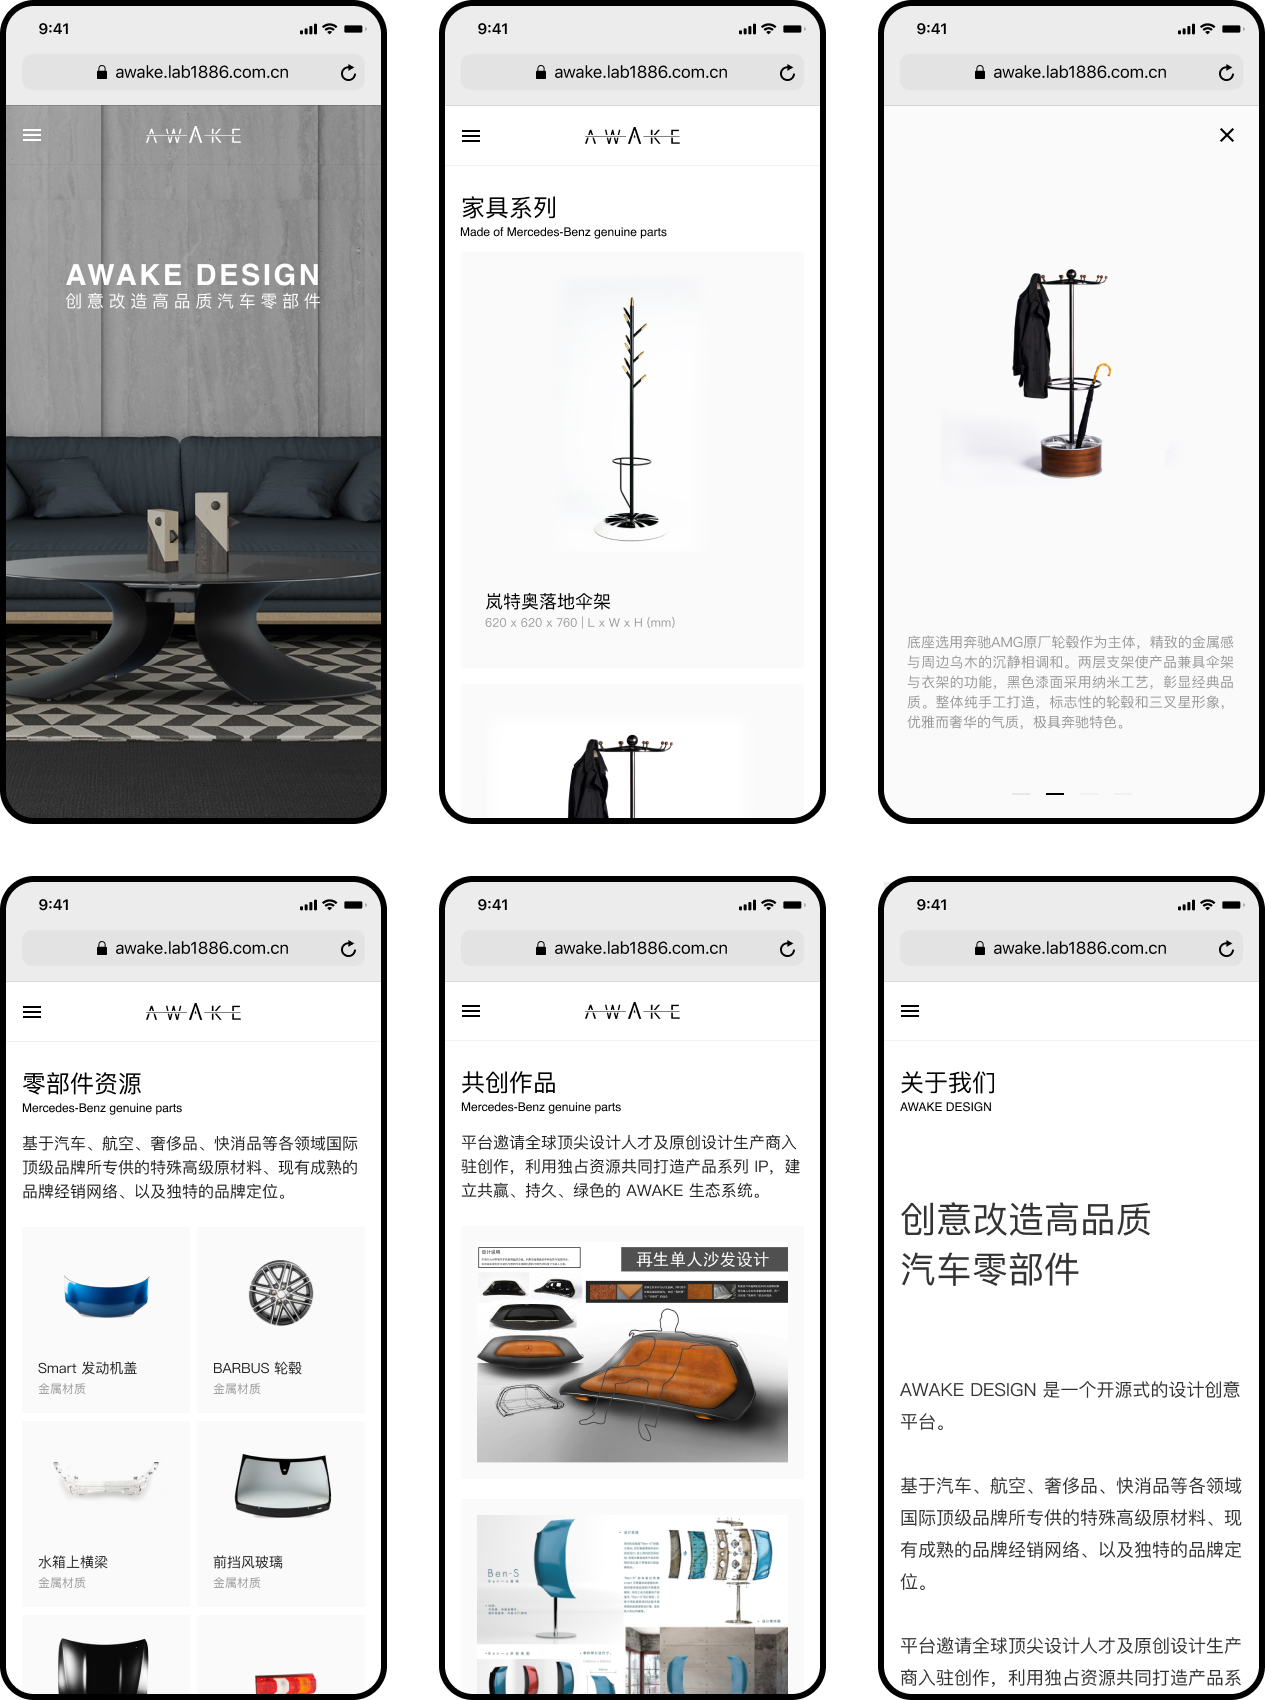 9:41
awake.lab1886.com.cn
AWAKE
AWAKE DESIGN
创意改造高品质汽车零部件
9:41
awake.lab1886.com.cn
AWAKE
家具系列
Made of Mercedes-Benz genuine parts
岚特奥落地伞架
620 x 620 x 760 | L x W x H (mm)
9:41
awake.lab1886.com.cn
底座选用奔驰AMG原厂轮毂作为主体，精致的金属感
与周边乌木的沉静相调和。两层支架使产品兼具伞架
与衣架的功能，黑色漆面采用纳米工艺，彰显经典品
质。整体纯手工打造，标志性的轮毂和三叉星形象，
优雅而奢华的气质，极具奔驰特色。
9:41
awake.lab1886.com.cn
AWAKE
零部件资源
Mercedes-Benz genuine parts
基于汽车、航空、奢侈品、快消品等各领域国际
顶级品牌所专供的特殊高级原材料、现有成熟的
品牌经销网络、以及独特的品牌定位。
Smart 发动机盖
金属材质
BARBUS 轮毂
金属材质
水箱上横梁
金属材质
前挡风玻璃
金属材质
9:41
awake.lab1886.com.cn
AWAKE
共创作品
Mercedes-Benz genuine parts
平台邀请全球顶尖设计人才及原创设计生产商入
驻创作，利用独占资源共同打造产品系列 IP，建
立共赢、持久、绿色的 AWAKE 生态系统。
设计说明
再生单人沙发设计
Ben-S
9:41
awake.lab1886.com.cn
关于我们
AWAKE DESIGN
创意改造高品质
汽车零部件
AWAKE DESIGN 是一个开源式的设计创意
平台。
基于汽车、航空、奢侈品、快消品等各领域
国际顶级品牌所专供的特殊高级原材料、现
有成熟的品牌经销网络、以及独特的品牌定
位。
平台邀请全球顶尖设计人才及原创设计生产
商入驻创作，利用独占资源共同打造产品系